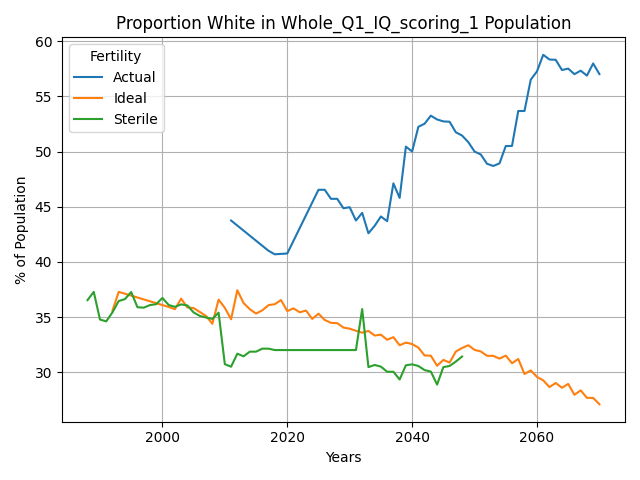 Proportion White in Whole_Q1_IQ_scoring_1 Population
Fertility
Actual
Ideal
Sterile
% of Population
60
55
50
45
40
35
30
2000
2020
2040
2060
Years